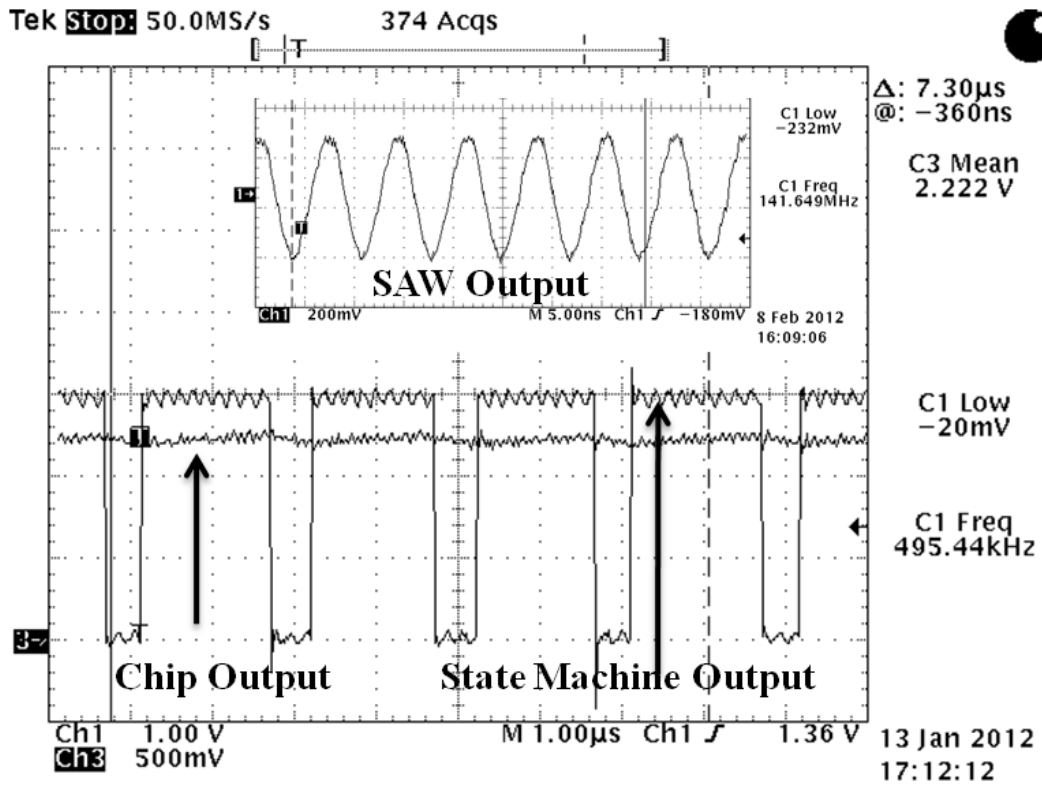 Tek Stop: 50.0MS/s 374 Acqs
[ T ]
Δ: 7.30µs
@: −360ns
C3 Mean
2.222 V
C1 Low
−232mV
C1 Freq
141.649MHz
1
T
SAW Output
Ch1 200mV M 5.00ns Ch1 −180mV
8 Feb 2012
16:09:06
C1 Low
−20mV
1
C1 Freq
495.44kHz
3
T
Chip Output State Machine Output
Ch1 1.00 V M 1.00µs Ch1 1.36 V
Ch3 500mV
13 Jan 2012
17:12:12